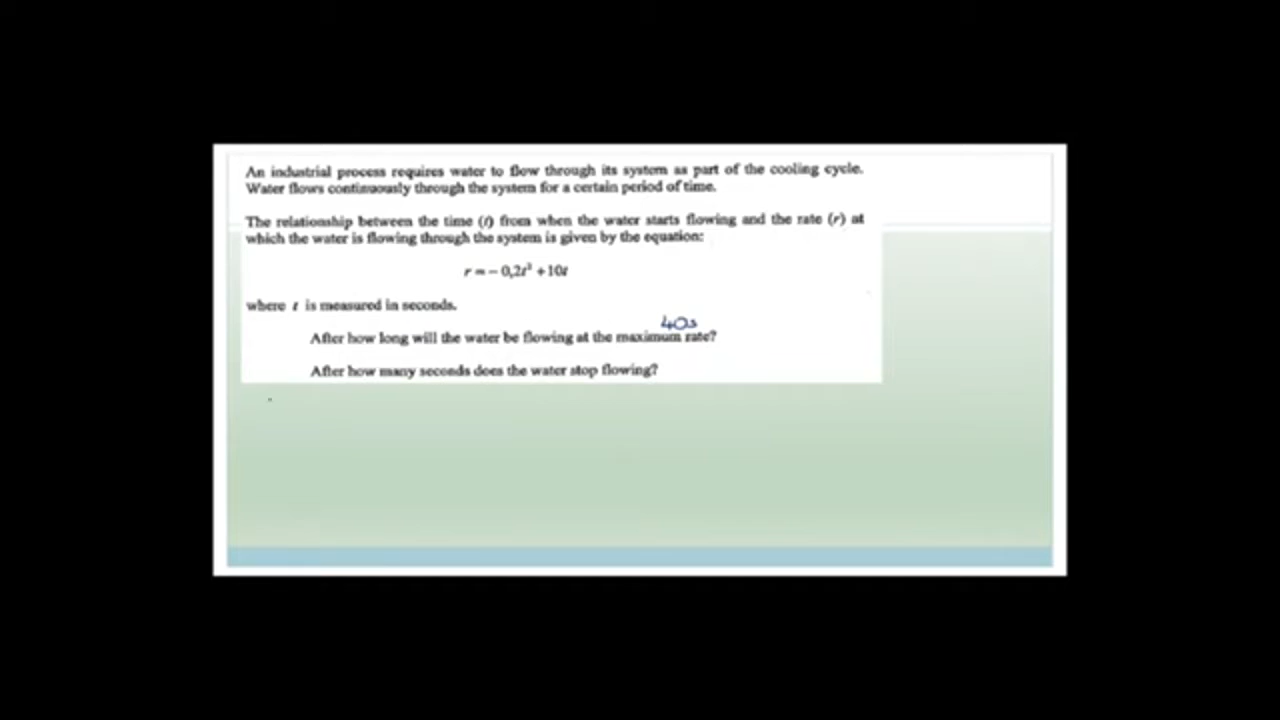 An industrial process requires water to flow through its system as part of the cooling cycle.
Water flows continuously through the system for a certain period of time.
The relationship between the time (t) from when the water starts flowing and the rate (r) at
which the water is flowing through the system is given by the equation:
r = − 0,2t² + 10t
where t is measured in seconds.
40s
After how long will the water be flowing at the maximum rate?
After how many seconds does the water stop flowing?